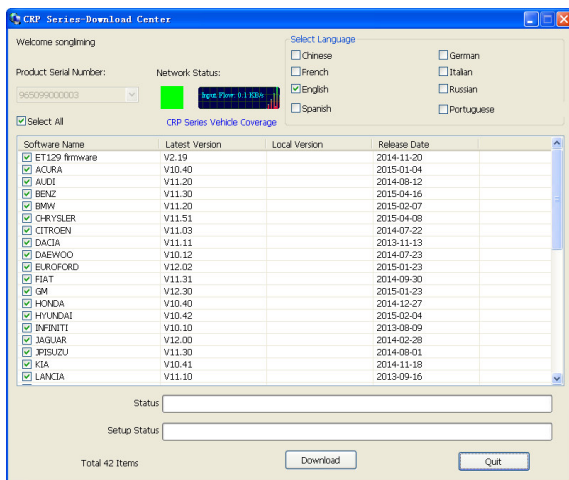 CRP Series-Download Center
Welcome songliming
Select Language
Chinese German
French Italian
English Russian
Spanish Portuguese
Product Serial Number: Network Status:
965099000003 Input Flow: 0.1 KB/s
Select All CRP Series Vehicle Coverage
Software Name Latest Version Local Version Release Date
ET129 firmware V2.19 2014-11-20
ACURA V10.40 2015-01-04
AUDI V11.20 2014-08-12
BENZ V11.30 2015-04-16
BMW V11.20 2015-02-07
CHRYSLER V11.51 2015-04-08
CITROEN V11.03 2014-07-22
DACIA V11.11 2013-11-13
DAEWOO V10.12 2014-07-23
EUROFORD V12.02 2015-01-23
FIAT V11.31 2014-09-30
GM V12.30 2015-01-23
HONDA V10.40 2014-12-27
HYUNDAI V10.42 2015-02-04
INFINITI V10.10 2013-08-09
JAGUAR V12.00 2014-02-28
JPISUZU V11.30 2014-08-01
KIA V10.41 2014-11-18
LANCIA V11.10 2013-09-16
Status
Setup Status
Total 42 Items Download Quit